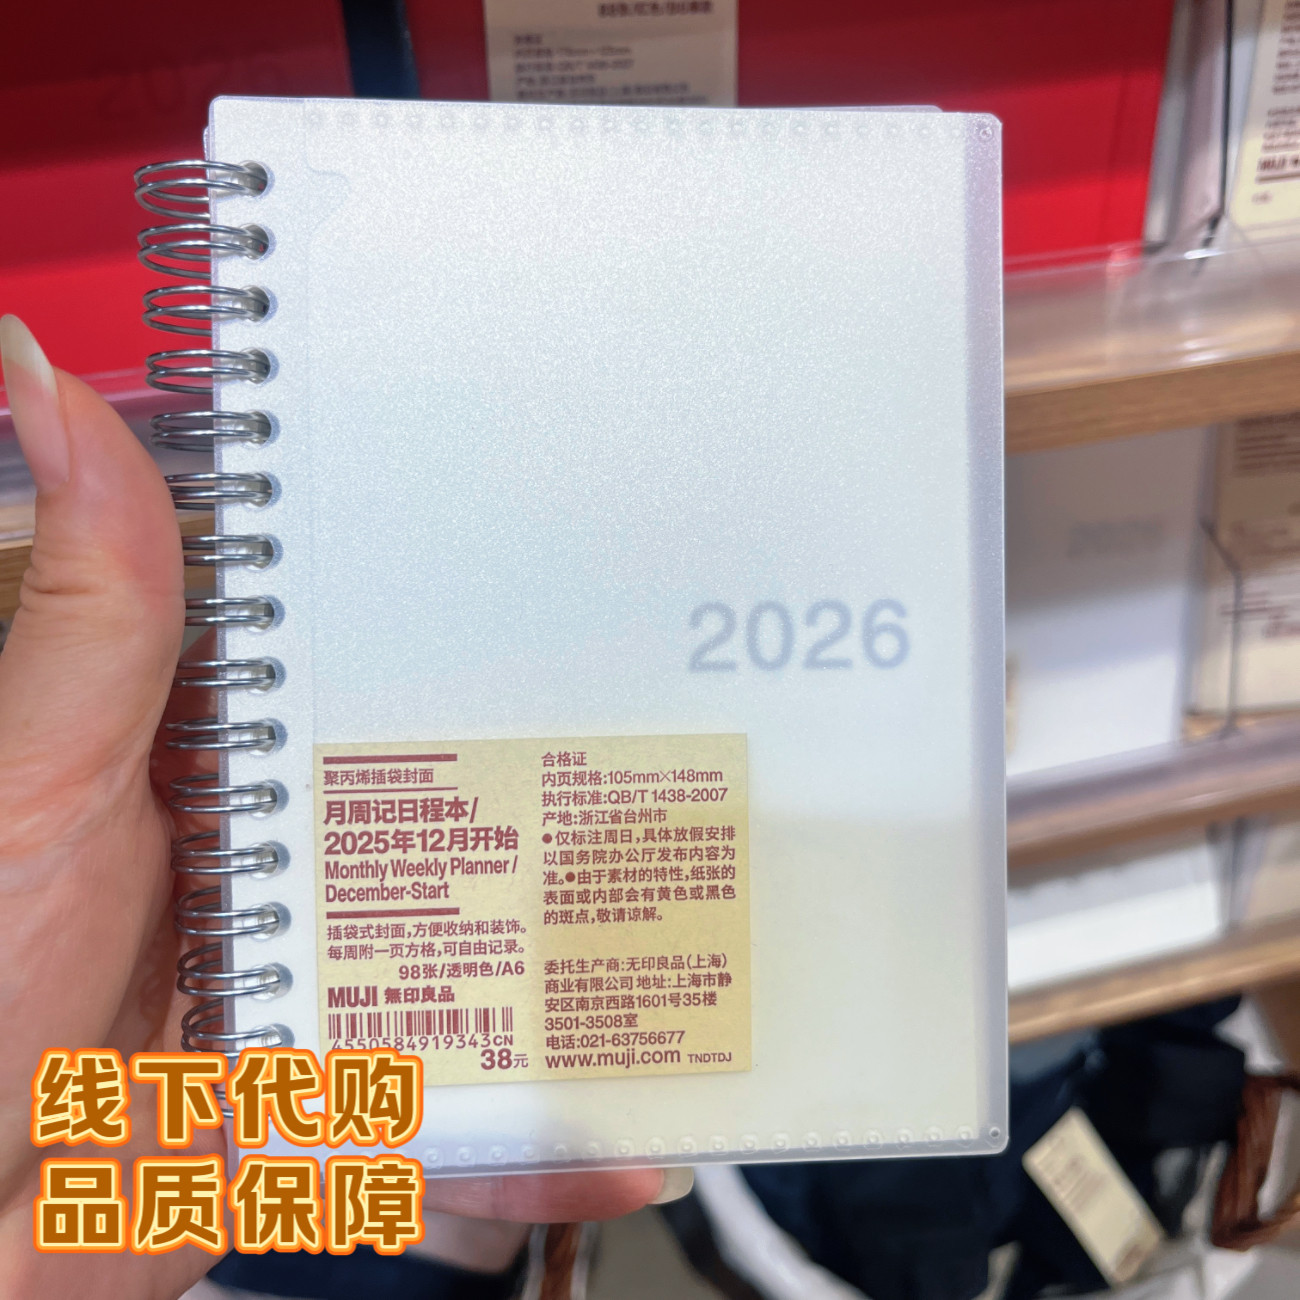 2026
聚丙烯插袋封面
月周记日程本/
2025年12月开始
Monthly Weekly Planner /
December-Start
插袋式封面,方便收纳和装饰。
每周附一页方格,可自由记录。
98张/透明色/A6
MUJI 無印良品
4550584919343CN
38元
合格证
内页规格:105mm×148mm
执行标准:QB/T 1438-2007
产地:浙江省台州市
●仅标注周日,具体放假安排
以国务院办公厅发布内容为
准。●由于素材的特性,纸张的
表面或内部会有黄色或黑色
的斑点,敬请谅解。
委托生产商:无印良品(上海)
商业有限公司 地址:上海市静
安区南京西路1601号35楼
3501-3508室
电话:021-63756677
www.muji.com TNDTDJ
线下代购
品质保障